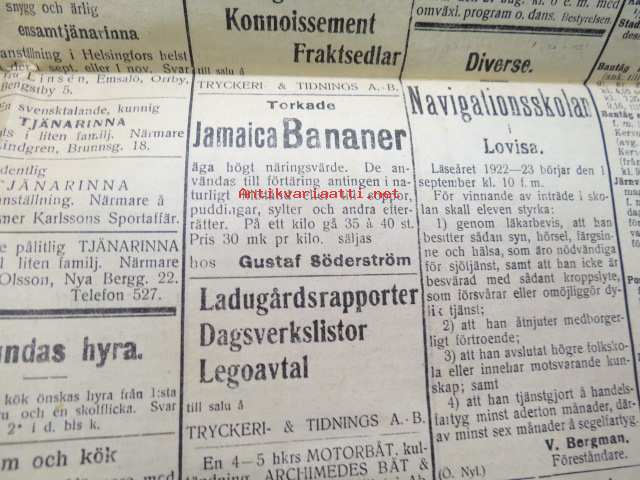 snygg och ärlig
ensamtjänarinna
anställning i Helsingfors helst
sept. eller 1 nov. Svar
Linsén, Emsalö, Orrby,
Bengstby 5.
svensktalande, kunnig
TJÄNARINNA
i liten familj. Närmare
Lindgren, Brunnsg. 18.
TJÄNARINNA
anställning. Närmare å
Karlssons Sportaffär.
pålitlig TJÄNARINNA
liten familj. Närmare
Olsson, Nya Bergg. 22.
Telefon 527.
hyra.
kök önskas hyra från 1:sta
och en skolflicka. Svar
2" i d. bls k.
m och kök
Konnoissement
Fraktsedlar
till salu å
TRYCKERI- & TIDNINGS A.-B.
Torkade
Jamaica Bananer
äga högt näringsvärde. De an-
vändas till förtäring antingen i na-
turligt
puddingar, sylter och andra efter-
rätter. På ett kilo gå 35 à 40 st.
Pris 30 mk pr kilo. säljas
hos Gustaf Söderström
Antikvariaatti.net
Ladugårdsrapporter
Dagsverkslistor
Legoavtal
till salu å
TRYCKERI- & TIDNINGS A.-B.
En 4—5 hkrs MOTORBÅT, kul-
ARCHIMEDES BÅT &
omväxl. program o. dans. Bestyrelsen.
Diverse.
Navigationsskolan
i
Lovisa.
Läseåret 1922—23 börjar den 1
september kl. 10 f. m.
För vinnande av inträde i sko-
lan skall eleven styrka:
1) genom läkarbevis, att han
besitter sådan syn, hörsel, färgsin-
ne och hälsa, som äro nödvändiga
för sjötjänst, samt att han icke är
besvärad med sådant kroppslyte,
som försvårar eller omöjliggör dy-
lik tjänst;
2) att han åtnjuter medborger-
ligt förtroende;
3) att han avslutat högre folksko-
la eller innehar motsvarande kun-
skap; samt
4) att han tjänstgjort å handels-
fartyg minst aderton månader, där-
av minst sex månader å segelfartyg.
V. Bergman.
Föreståndare.
(Ö. Nyl.)